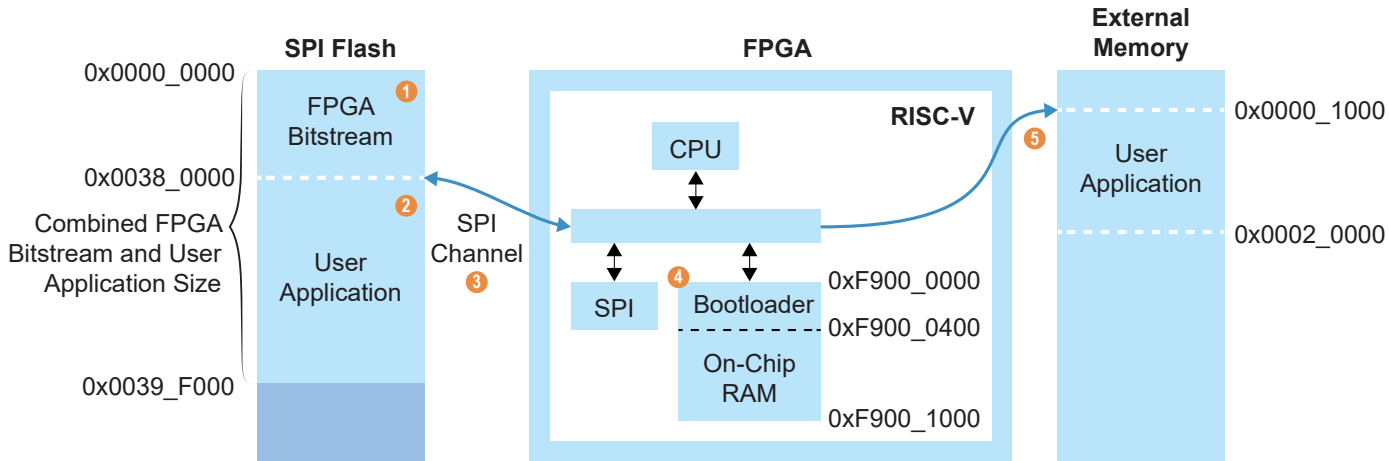 SPI Flash
0x0000_0000
FPGA
Bitstream
1
0x0038_0000
2
Combined FPGA
Bitstream and User
Application Size
User
Application
0x0039_F000
SPI
Channel
3
FPGA
RISC-V
CPU
SPI
4
Bootloader
On-Chip
RAM
0xF900_0000
0xF900_0400
0xF900_1000
5
External
Memory
0x0000_1000
User
Application
0x0002_0000